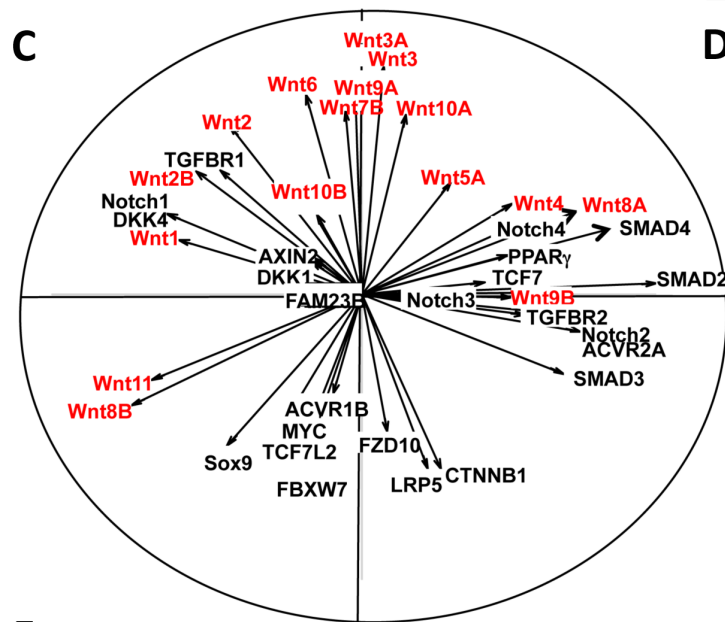 C
D
Wnt3A
Wnt3
Wnt6
Wnt9A
Wnt7B
Wnt10A
Wnt2
TGFBR1
Wnt2B
Wnt10B
Wnt5A
Notch1
DKK4
Wnt1
Wnt4
Wnt8A
Notch4
SMAD4
AXIN2
PPARγ
DKK1
TCF7
SMAD2
FAM23B
Notch3
Wnt9B
TGFBR2
Notch2
ACVR2A
SMAD3
Wnt11
Wnt8B
ACVR1B
MYC
TCF7L2
FZD10
Sox9
LRP5
CTNNB1
FBXW7